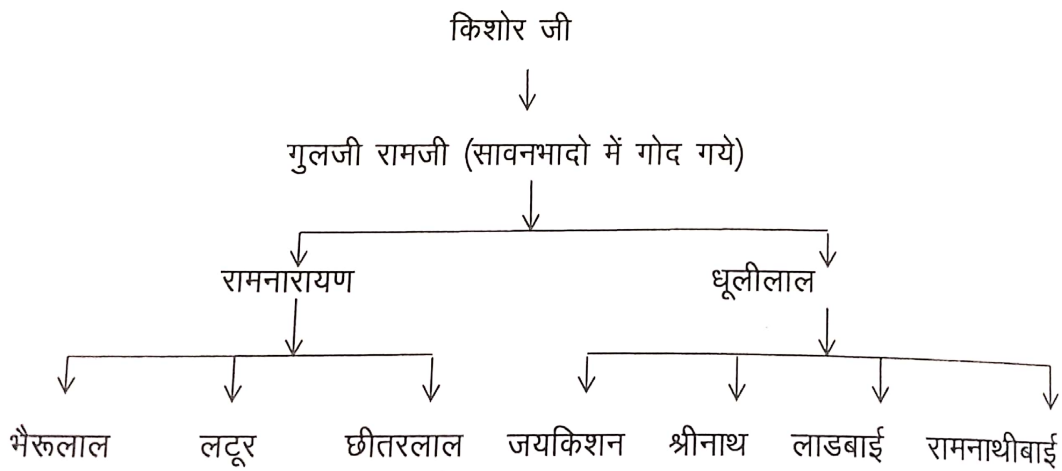 किशोर जी
गुलजी रामजी (सावनभादो में गोद गये)
रामनारायण धूलीलाल
भैरूलाल लटूर छीतरलाल जयकिशन श्रीनाथ लाडबाई रामनाथीबाई